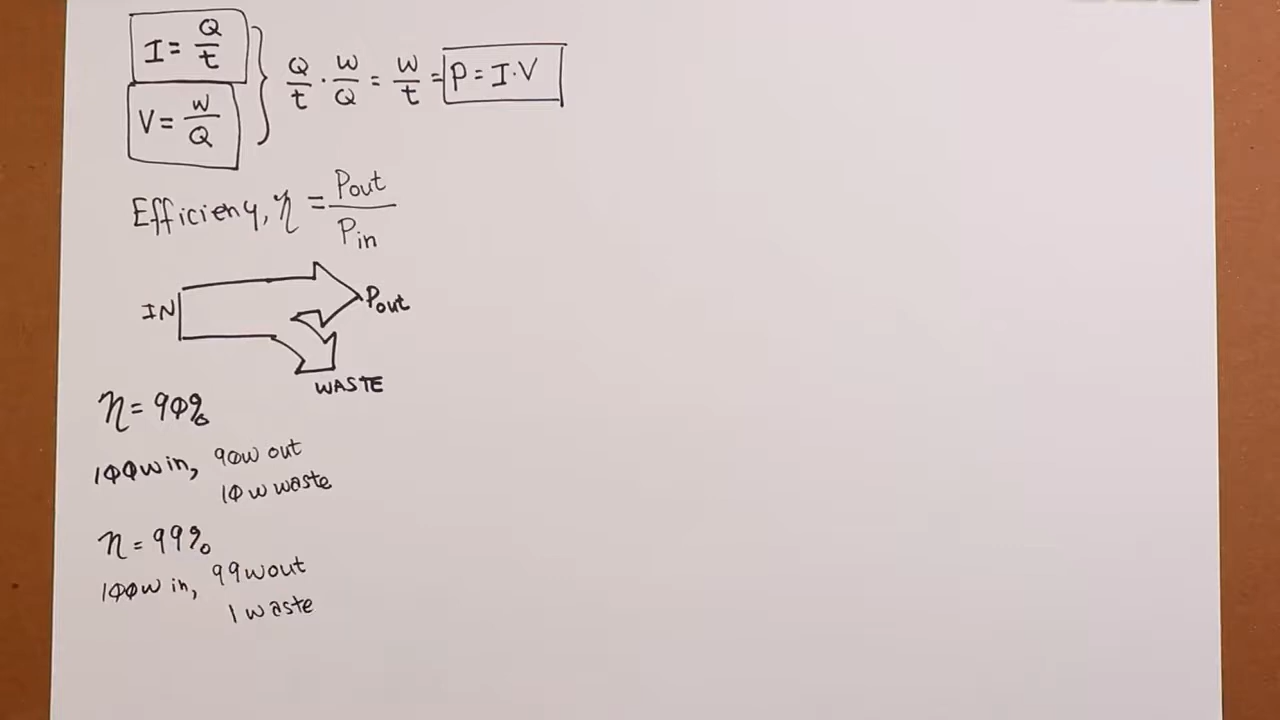 I = Q/t
V = W/Q
Q/t · W/Q = W/t = P = I·V
Efficieny, η = Pout/Pin
IN
Pout
WASTE
η = 90%
100w in, 90w out
10w waste
η = 99%
100w in, 99w out
1 waste